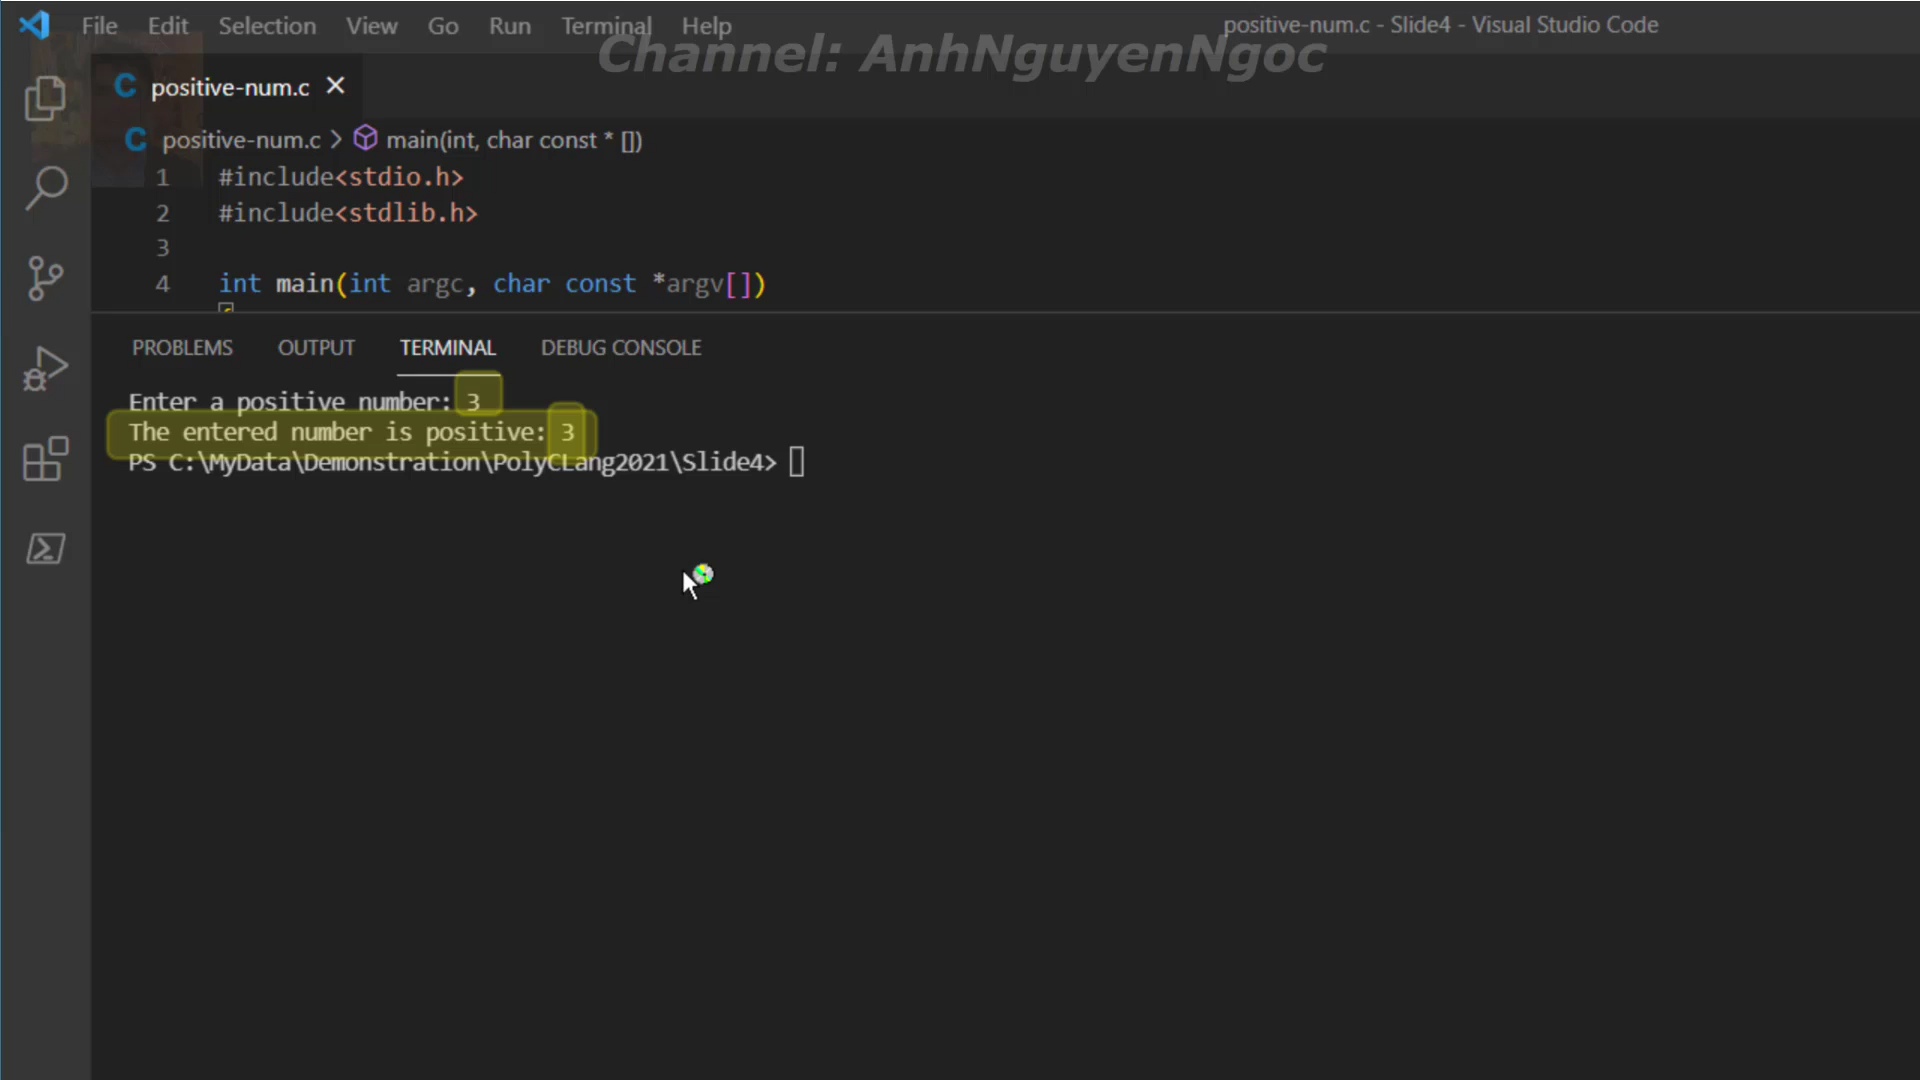 File Edit Selection View Go Run Terminal Help positive-num.c - Slide4 - Visual Studio Code
Channel: AnhNguyenNgoc
C positive-num.c
C positive-num.c > main(int, char const * [])
1 #include<stdio.h>
2 #include<stdlib.h>
3
4 int main(int argc, char const *argv[])
PROBLEMS OUTPUT TERMINAL DEBUG CONSOLE
Enter a positive number: 3
The entered number is positive: 3
PS C:\MyData\Demonstration\PolyCLang2021\Slide4>